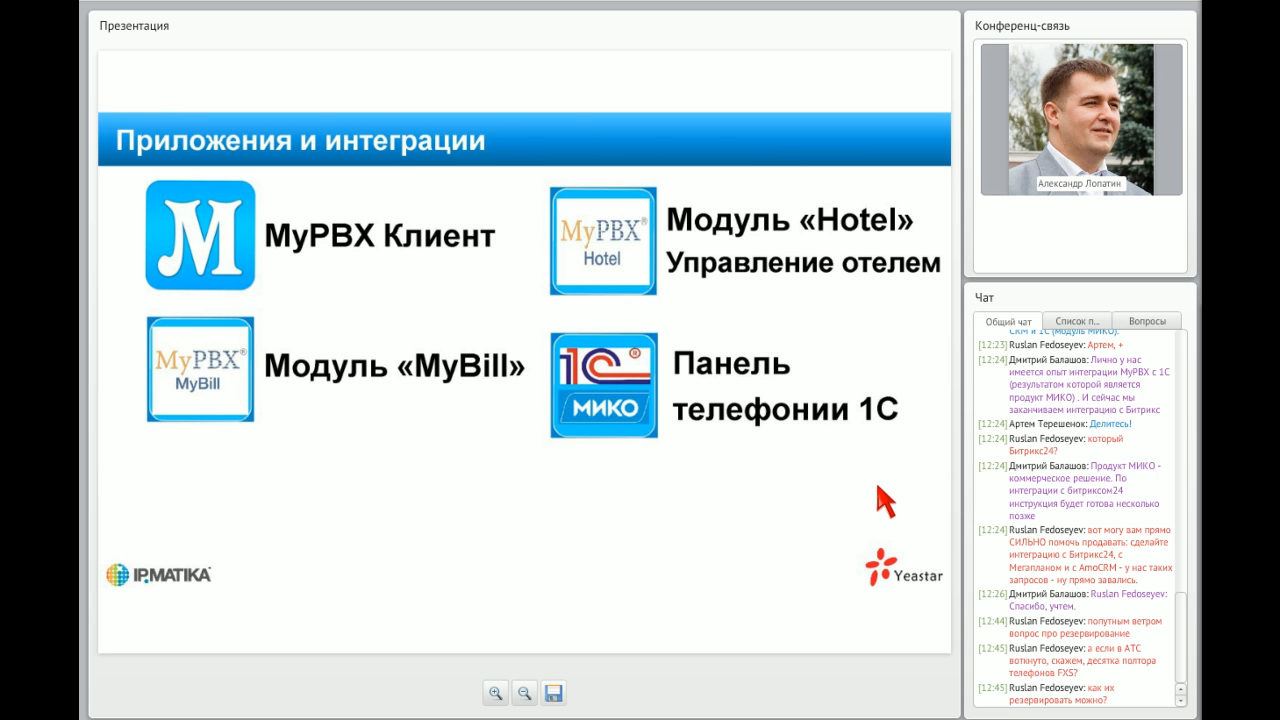 Презентация
Приложения и интеграции
M
MyPBX Клиент
MyPBX®
Hotel
Модуль «Hotel»
Управление отелем
MyPBX®
MyBill
Модуль «MyBill»
1С®
МИКО
Панель
телефонии 1С
IPMATIKA
Yeastar
Конференц-связь
Александр Лопатин
Чат
Общий чат
Список п...
Вопросы
CRM и 1С (модуль МИКО).
[12:23] Ruslan Fedoseyev: Артем, +
[12:24] Дмитрий Балашов: Лично у нас
имеется опыт интеграции MyPBX с 1С
(результатом которой является
продукт МИКО) . И сейчас мы
заканчиваем интеграцию с Битрикс
[12:24] Артем Терешенок: Делитесь!
[12:24] Ruslan Fedoseyev: который
Битрикс24?
[12:24] Дмитрий Балашов: Продукт МИКО -
коммерческое решение. По
интеграции с битриксом24
инструкция будет готова несколько
позже
[12:24] Ruslan Fedoseyev: вот могу вам прямо
СИЛЬНО помочь продавать: сделайте
интеграцию с Битрикс24, с
Мегапланом и с AmoCRM - у нас таких
запросов - ну прямо завались.
[12:26] Дмитрий Балашов: Ruslan Fedoseyev:
Спасибо, учтем.
[12:44] Ruslan Fedoseyev: попутным ветром
вопрос про резервирование
[12:45] Ruslan Fedoseyev: а если в АТС
воткнуто, скажем, десятка полтора
телефонов FXS?
[12:45] Ruslan Fedoseyev: как их
резервировать можно?